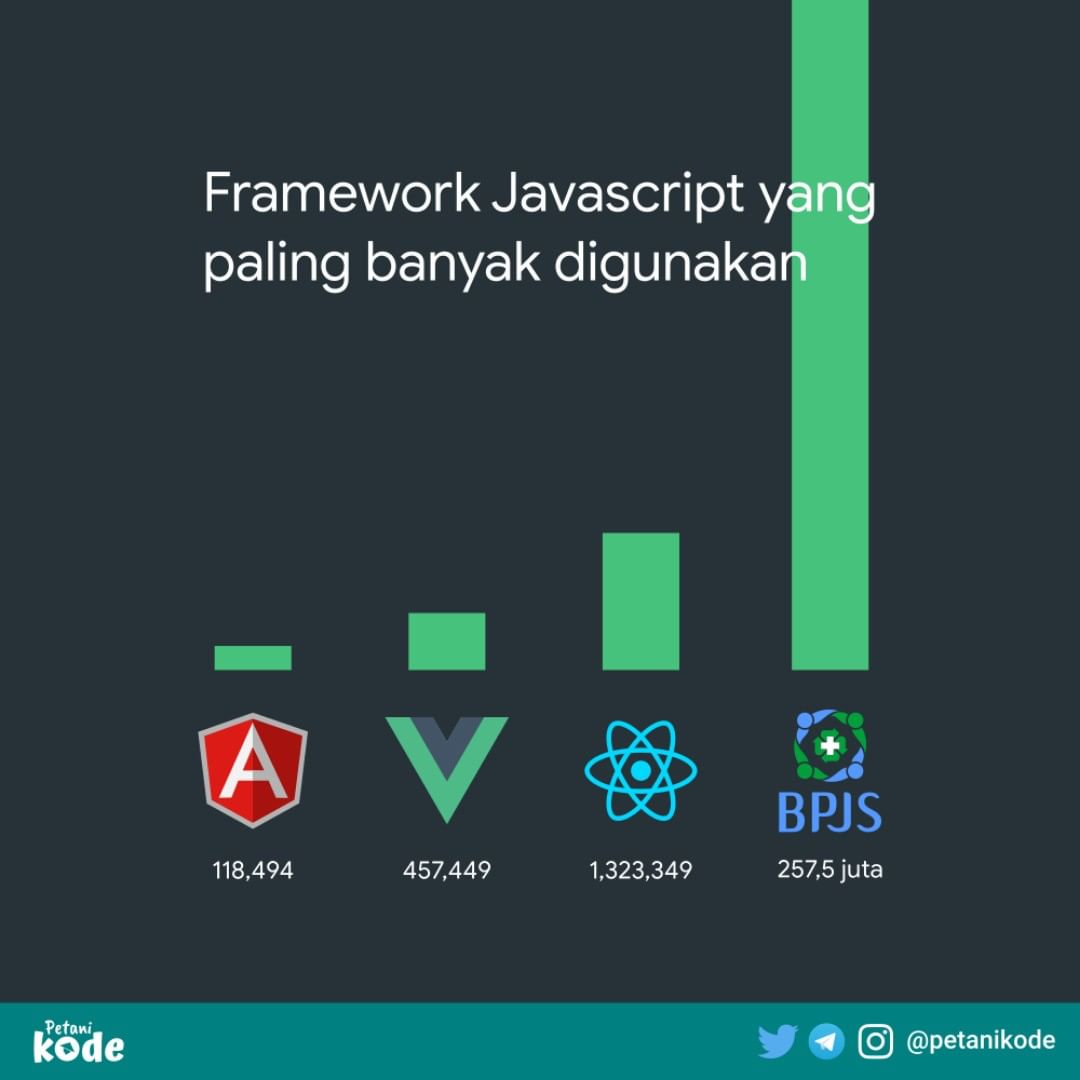 Framework Javascript yang
paling banyak digunakan
A
BPJS
118,494
457,449
1,323,349
257,5 juta
Petani
kode
@petanikode